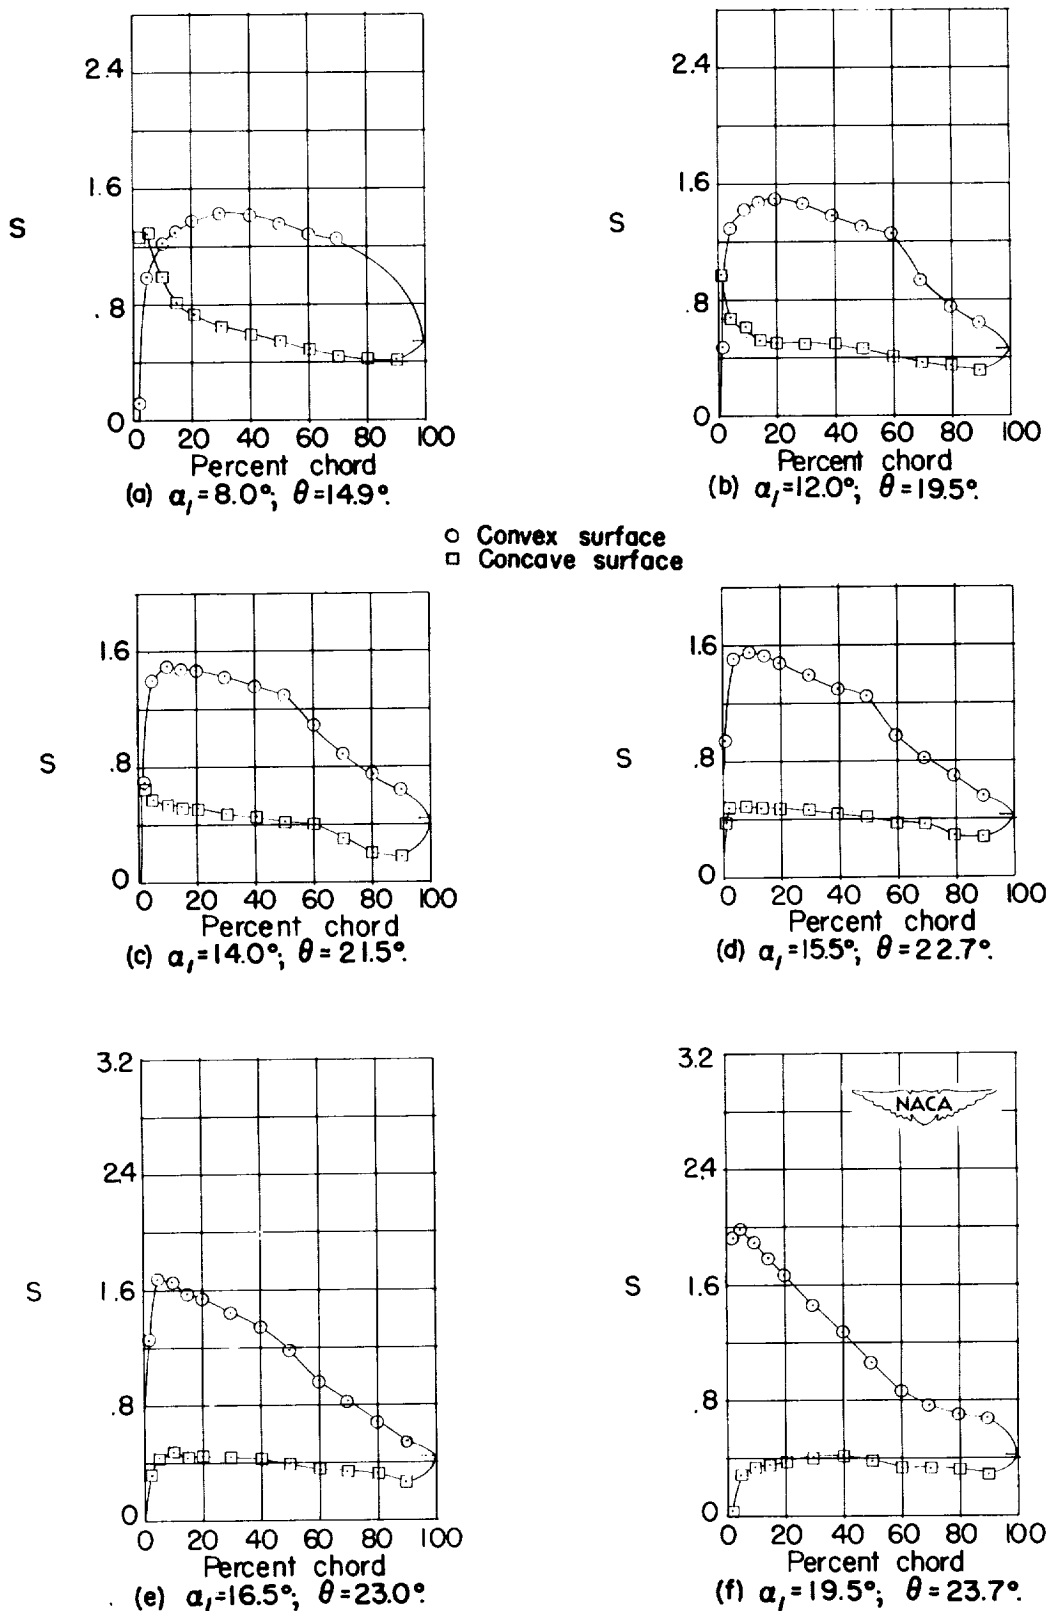 2.4
1.6
S
.8
0
0 20 40 60 80 100
Percent chord
(a) α₁=8.0°; θ=14.9°.
2.4
1.6
S
.8
0
0 20 40 60 80 100
Percent chord
(b) α₁=12.0°; θ=19.5°.
Convex surface
Concave surface
1.6
S
.8
0
0 20 40 60 80 100
Percent chord
(c) α₁=14.0°; θ=21.5°.
1.6
S
.8
0
0 20 40 60 80 100
Percent chord
(d) α₁=15.5°; θ=22.7°.
3.2
2.4
S
1.6
.8
0
0 20 40 60 80 100
Percent chord
(e) α₁=16.5°; θ=23.0°.
3.2
NACA
2.4
S
1.6
.8
0
0 20 40 60 80 100
Percent chord
(f) α₁=19.5°; θ=23.7°.